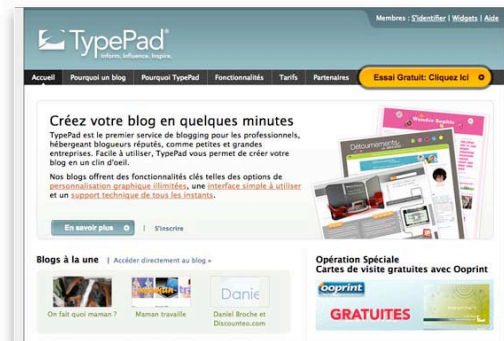 Membres : S'identifier | Widgets | Aide
TypePad
Inform. Influence. Inspire.
Accueil Pourquoi un blog Pourquoi TypePad Fonctionnalités Tarifs Partenaires Essai Gratuit: Cliquez Ici
Créez votre blog en quelques minutes
TypePad est le premier service de blogging pour les professionnels,
hébergeant blogueurs réputés, comme petites et grandes
entreprises. Facile à utiliser, TypePad vous permet de créer votre
blog en un clin d'oeil.
Nos blogs offrent des fonctionnalités clés telles des options de
personnalisation graphique illimitées, une interface simple à utiliser
et un support technique de tous les instants.
Détournements
En savoir plus | S'inscrire
Blogs à la une | Accéder directement au blog »
Danie
On fait quoi maman ?
Maman travaille
Daniel Broche et
Discounteo.com
Opération Spéciale
Cartes de visite gratuites avec Ooprint
ooprint
GRATUITES